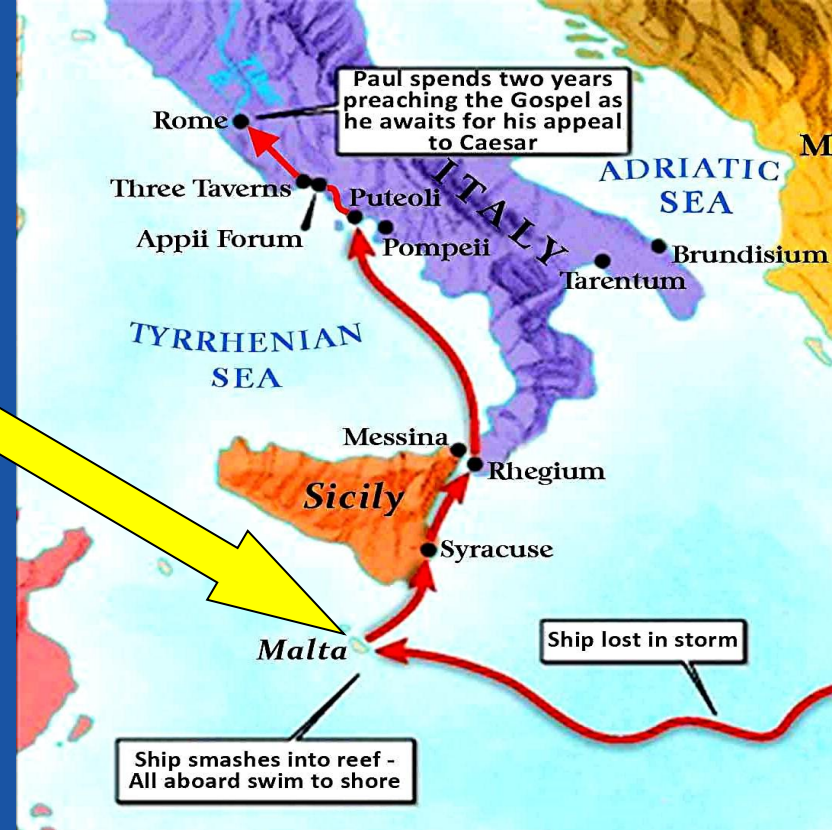 Paul spends two years
preaching the Gospel as
he awaits for his appeal
to Caesar
Rome
M
ADRIATIC
SEA
Three Taverns
Puteoli
ITALY
Appii Forum
Pompeii
Brundisium
Tarentum
TYRRHENIAN
SEA
Messina
Rhegium
Sicily
Syracuse
Malta
Ship lost in storm
Ship smashes into reef -
All aboard swim to shore